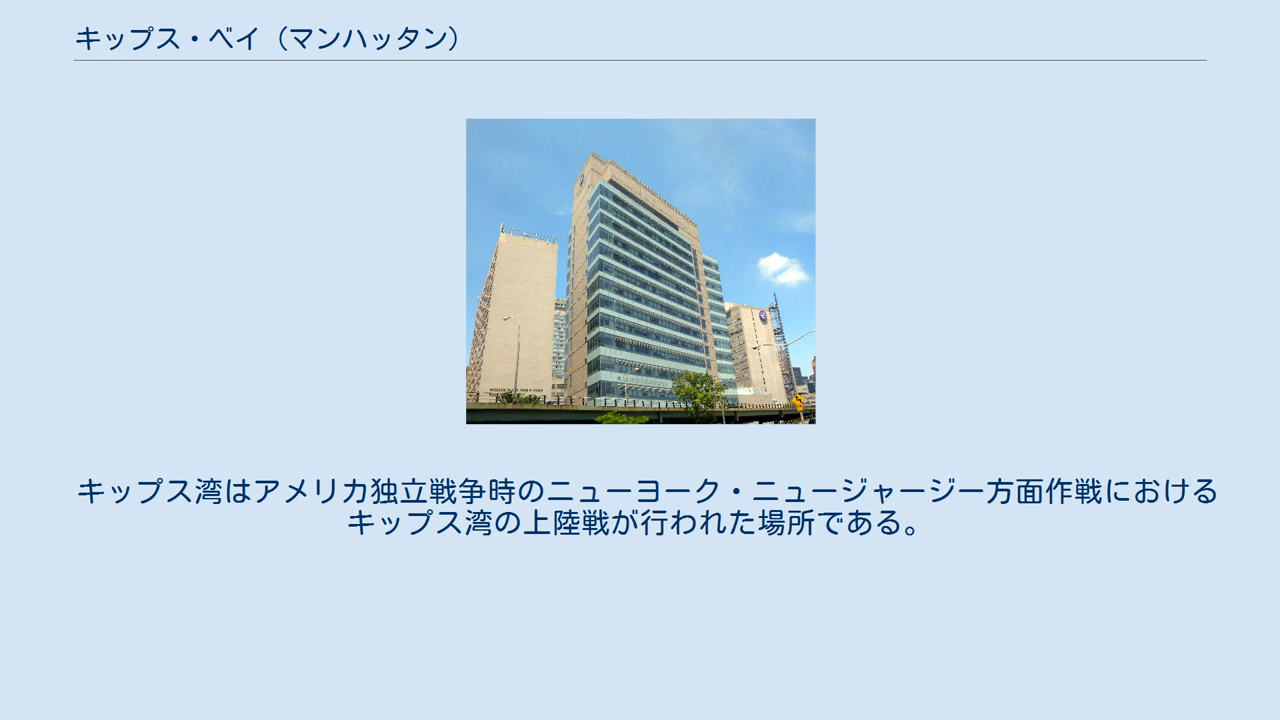 キップス・ベイ（マンハッタン）
キップス湾はアメリカ独立戦争時のニューヨーク・ニュージャージー方面作戦における
キップス湾の上陸戦が行われた場所である。